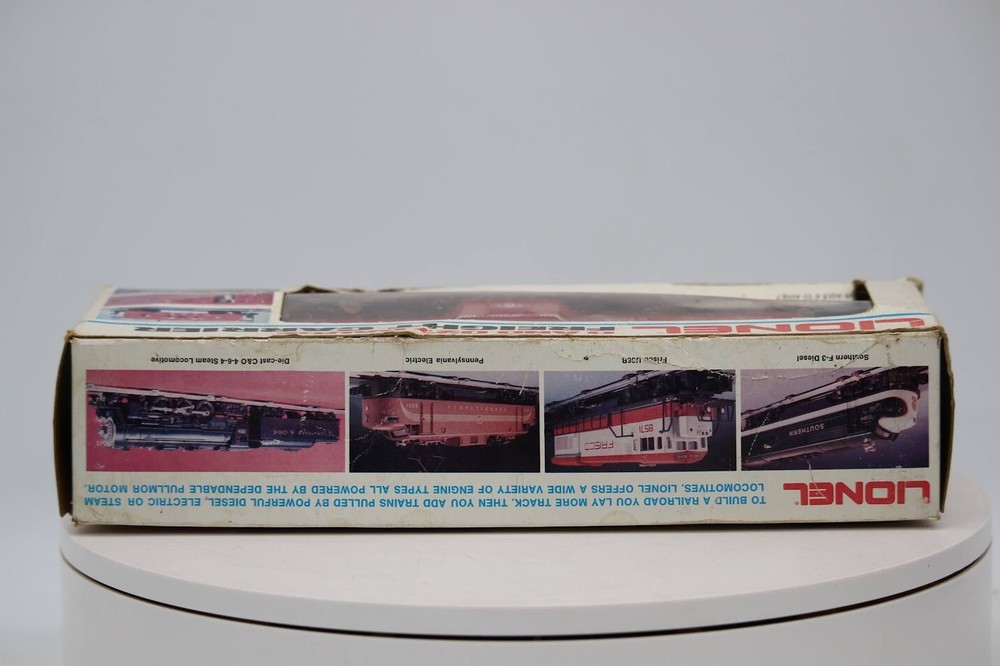 LIONEL
TO BUILD A RAILROAD YOU LAY MORE TRACK. THEN YOU ADD TRAINS PULLED BY POWERFUL DIESEL, ELECTRIC OR STEAM
LOCOMOTIVES. LIONEL OFFERS A WIDE VARIETY OF ENGINE TYPES ALL POWERED BY THE DEPENDABLE PULLMOR MOTOR.
SOUTHERN
FRISCO
8571
Southern F-3 Diesel
Frisco U36B
Pennsylvania Electric
Die-cast C&O 4-6-4 Steam Locomotive
LIONEL
FREIGHT CARRIER